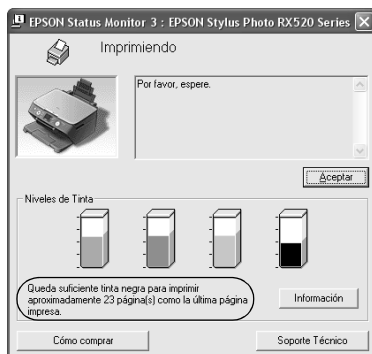 EPSON Status Monitor 3 : EPSON Stylus Photo RX520 Series
Imprimiendo
Por favor, espere.
Aceptar
Niveles de Tinta
Queda suficiente tinta negra para imprimir
aproximadamente 23 página(s) como la última página
impresa.
Información
Cómo comprar
Soporte Técnico